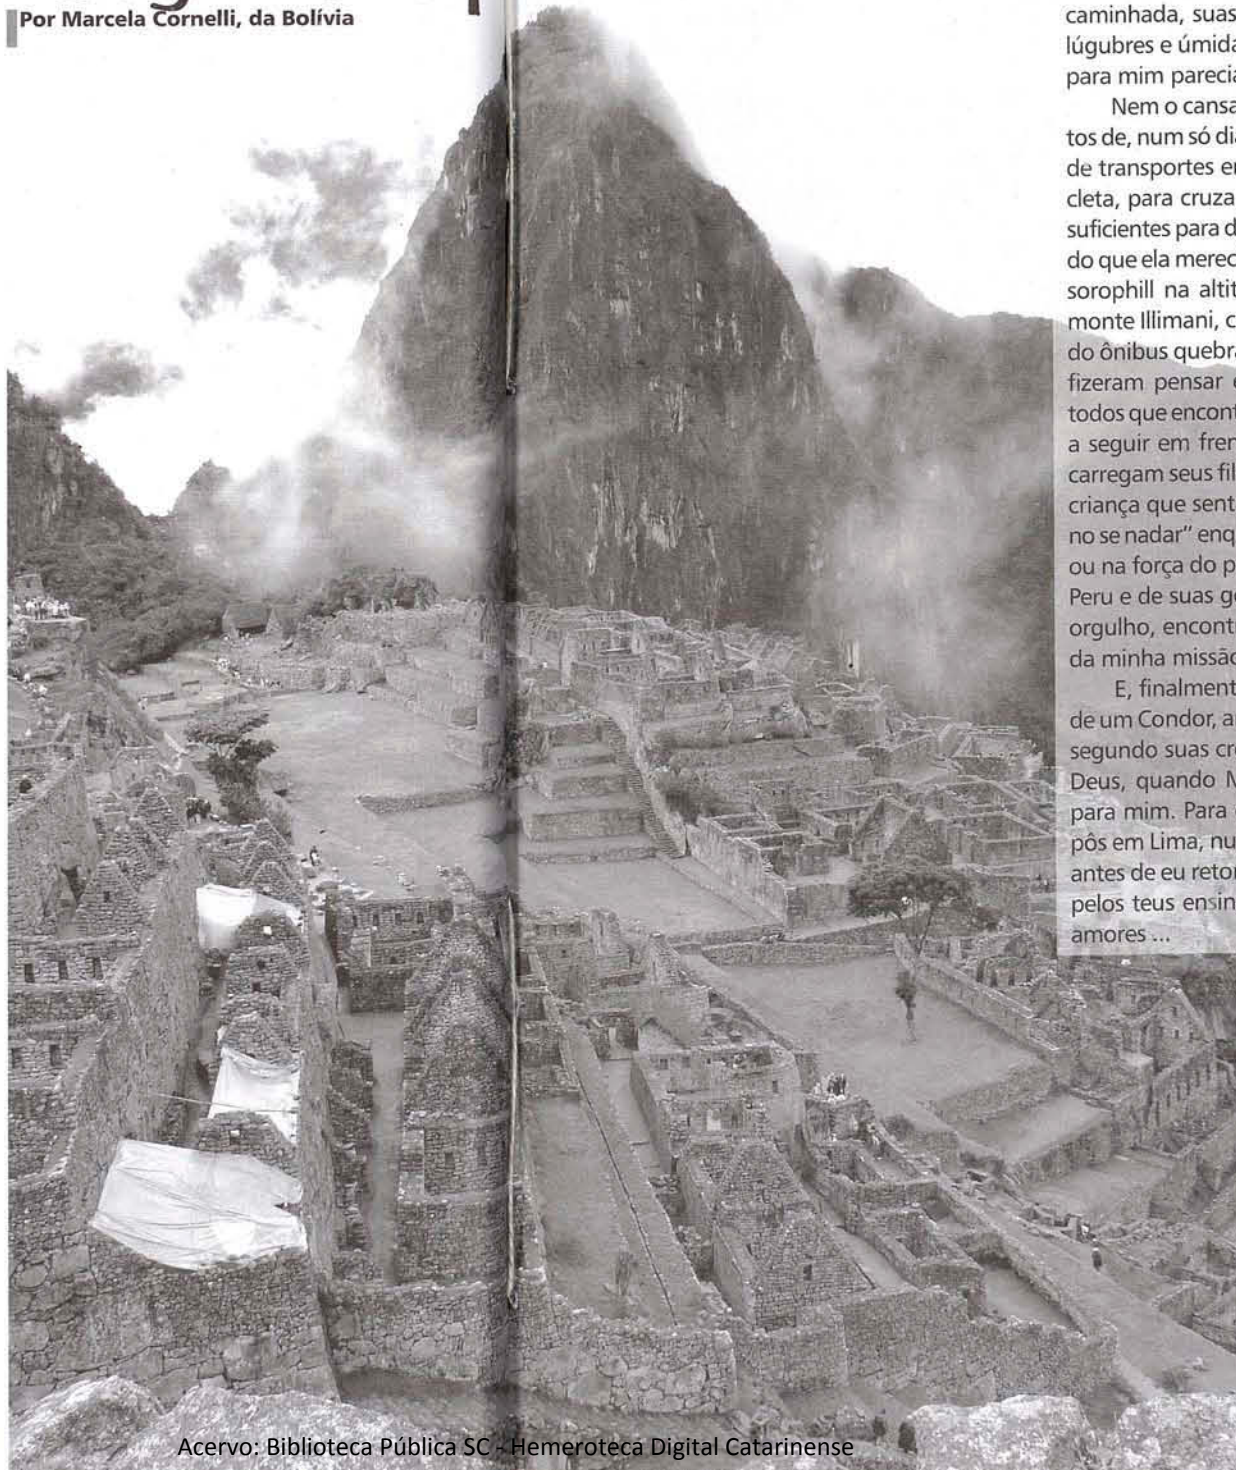 Por Marcela Cornelli, da Bolívia
caminhada, suas
lúgubres e úmida
para mim parecia
Nem o cansa
tos de, num só dia
de transportes e
cleta, para cruza
suficientes para d
do que ela merec
sorophill na altit
monte Illimani, c
do ônibus quebra
fizeram pensar e
todos que encont
a seguir em fren
carregam seus fil
criança que sent
no se nadar" enq
ou na força do p
Peru e de suas g
orgulho, encont
da minha missã
E, finalment
de um Condor, a
segundo suas cr
Deus, quando M
para mim. Para
pôs em Lima, nu
antes de eu reto
pelos teus ensin
amores ...
Acervo: Biblioteca Pública SC - Hemeroteca Digital Catarinense